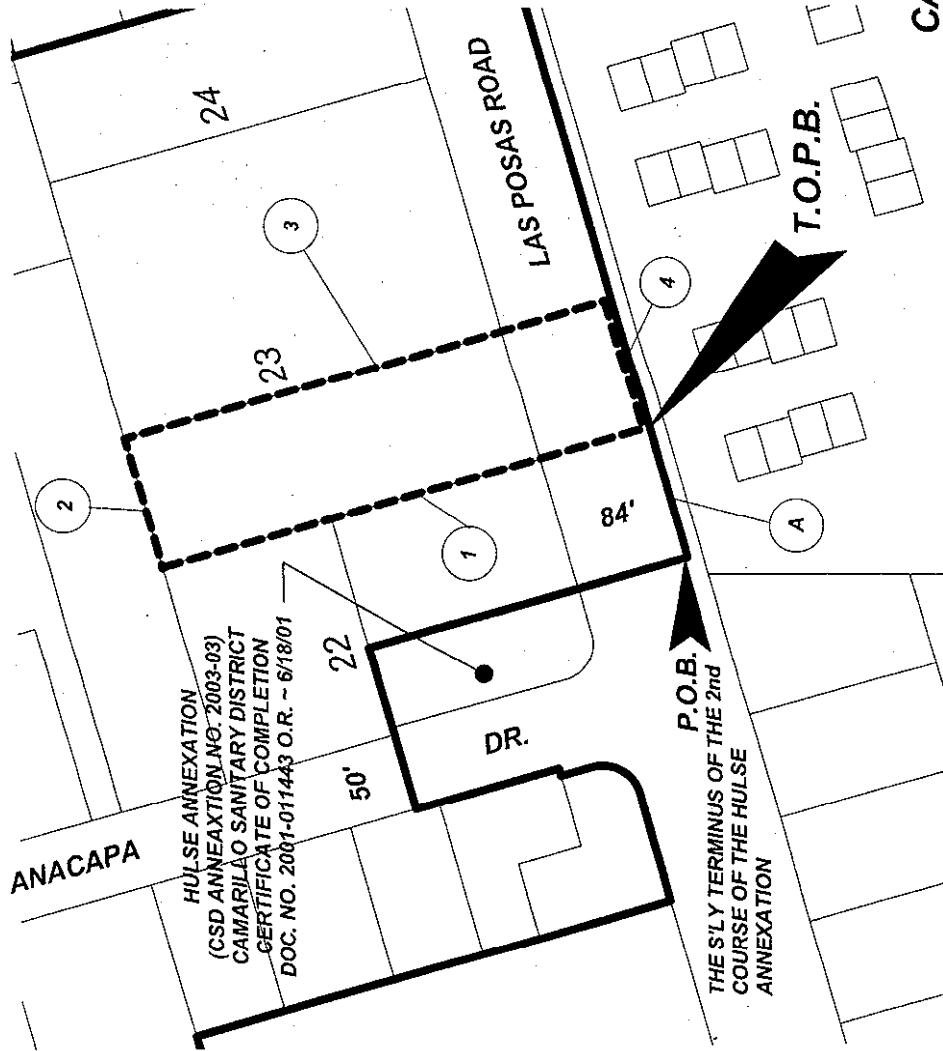 24
LAS POSAS ROAD
3
23
2
HULSE ANNEXATION
(CSD ANNEAXTION NO. 2003-03)
CAMARILLO SANITARY DISTRICT
CERTIFICATE OF COMPLETION
DOC. NO. 2001-011443 O.R. ~ 6/18/01
4
T.O.P.B.
1
84'
A
22
ANACAPA
50'
DR.
P.O.B.
THE S'LY TERMINUS OF THE 2nd
COURSE OF THE HULSE
ANNEXATION
CA